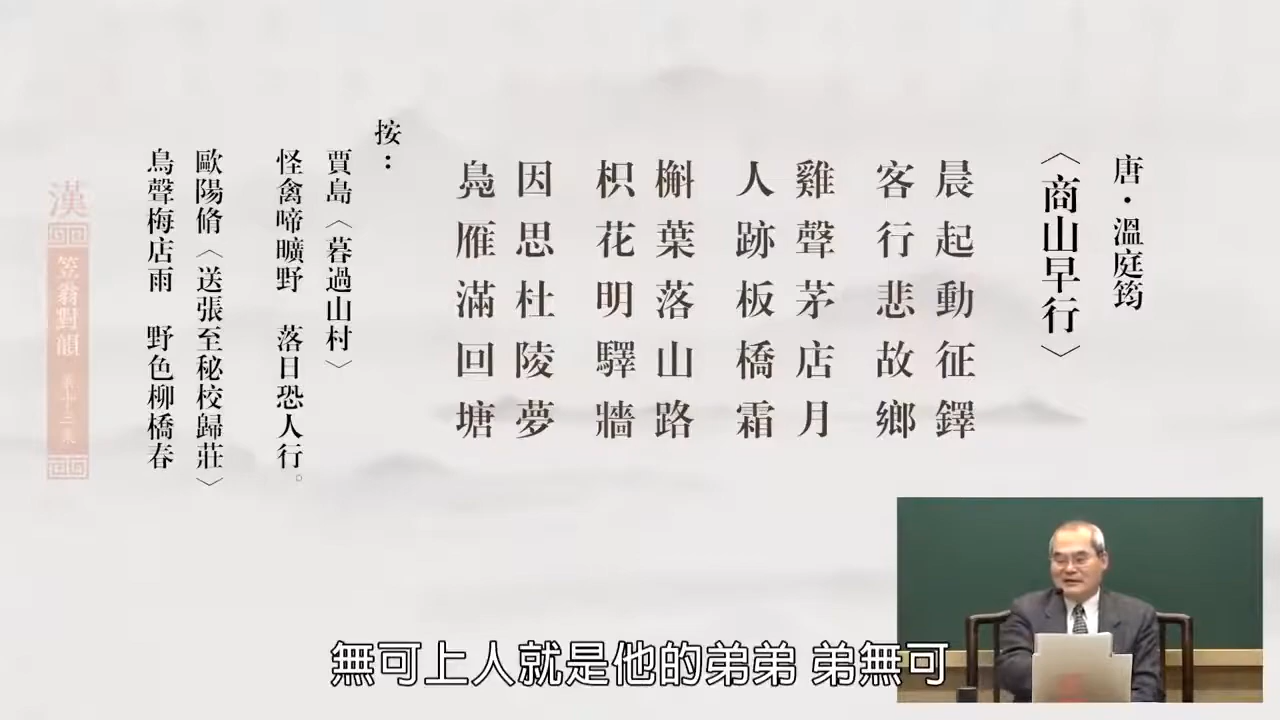 唐·溫庭筠
〈商山早行〉
晨起動征鐸
客行悲故鄉
雞聲茅店月
人跡板橋霜
槲葉落山路
枳花明驛牆
因思杜陵夢
鳧雁滿回塘
按：
賈島〈暮過山村〉
怪禽啼曠野　落日恐人行。
歐陽脩〈送張至秘校歸莊〉
鳥聲梅店雨　野色柳橋春
漢
笠翁對韻
無可上人就是他的弟弟 弟無可